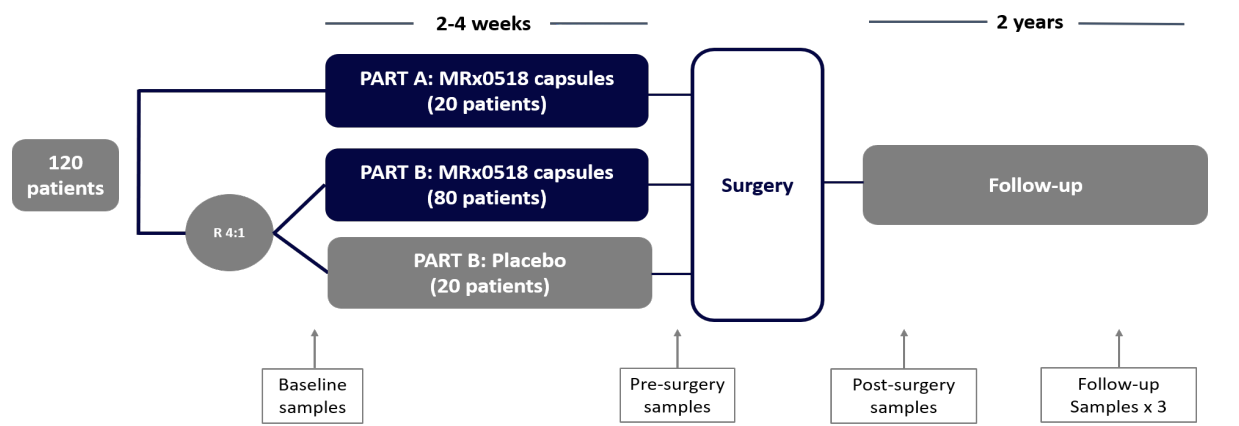 2-4 weeks
2 years
PART A: MRx0518 capsules
(20 patients)
120
patients
PART B: MRx0518 capsules
(80 patients)
Surgery
Follow-up
R 4:1
PART B: Placebo
(20 patients)
Baseline
samples
Pre-surgery
samples
Post-surgery
samples
Follow-up
Samples x 3